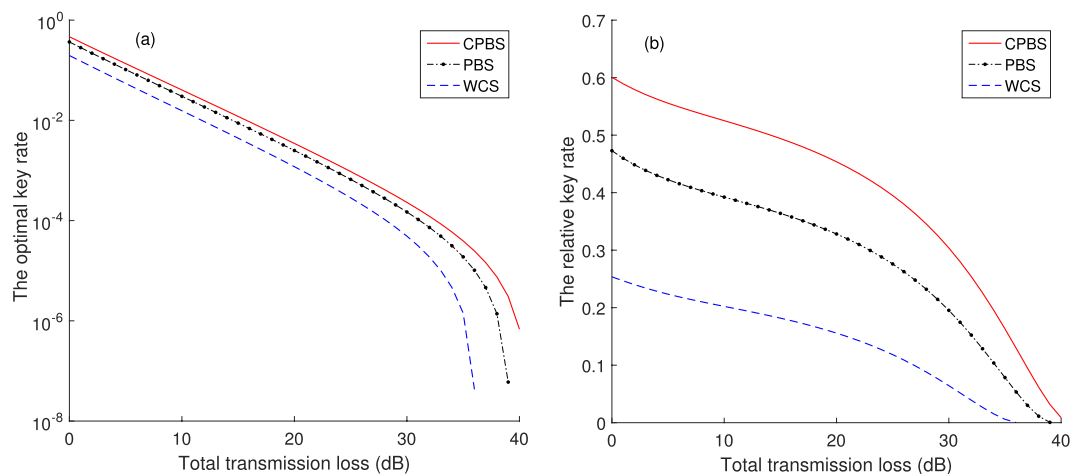 (a)
CPBS
PBS
WCS
The optimal key rate
10^0
10^-2
10^-4
10^-6
10^-8
0 10 20 30 40
Total transmission loss (dB)
(b)
CPBS
PBS
WCS
The relative key rate
0.7
0.6
0.5
0.4
0.3
0.2
0.1
0
0 10 20 30 40
Total transmission loss (dB)